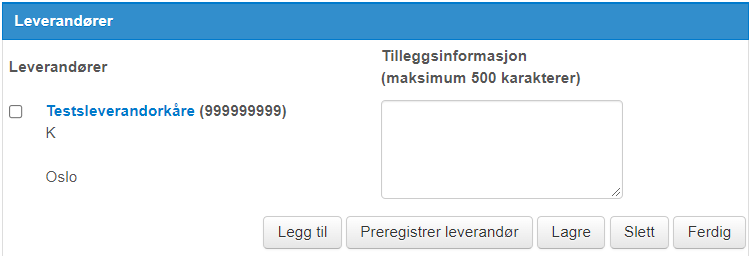 Leverandører
Leverandører
Tilleggsinformasjon
(maksimum 500 karakterer)
Testsleverandorkåre (999999999)
K
Oslo
Legg til Preregistrer leverandør Lagre Slett Ferdig